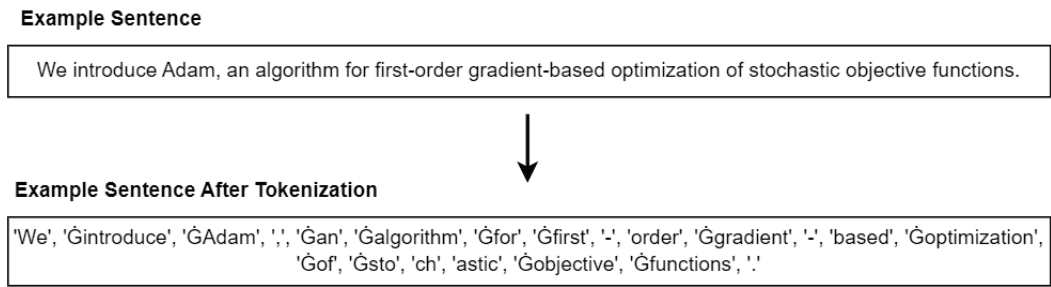 Example Sentence
We introduce Adam, an algorithm for first-order gradient-based optimization of stochastic objective functions.
Example Sentence After Tokenization
'We', 'Ġintroduce', 'ĠAdam', ',', 'Ġan', 'Ġalgorithm', 'Ġfor', 'Ġfirst', '-', 'order', 'Ġgradient', '-', 'based', 'Ġoptimization',
'Ġof', 'Ġsto', 'ch', 'astic', 'Ġobjective', 'Ġfunctions', '.'